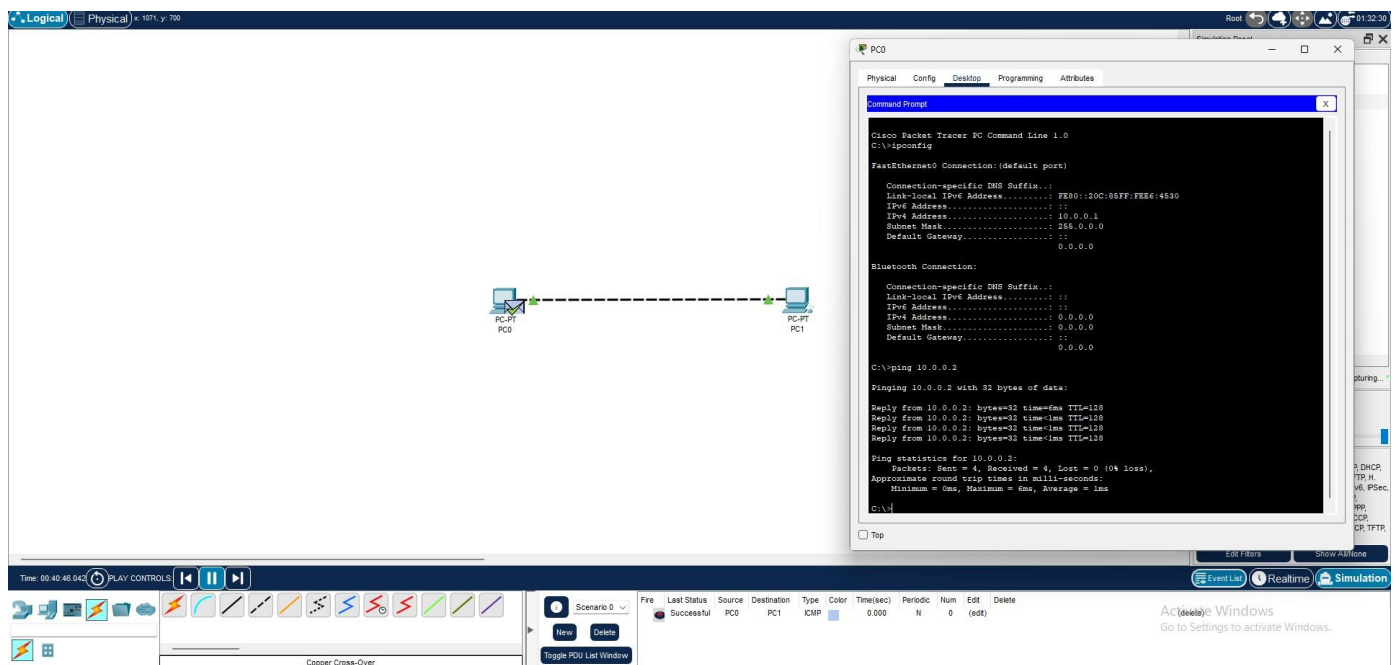 Logical
Physical
x: 1071, y: 700
Root
01:32:30
PC0
Physical Config Desktop Programming Attributes
Command Prompt
X
Cisco Packet Tracer PC Command Line 1.0
C:\>ipconfig
FastEthernet0 Connection:(default port)
Connection-specific DNS Suffix..:
Link-local IPv6 Address.........: FE80::20C:85FF:FEE6:4530
IPv6 Address....................: ::
IPv4 Address....................: 10.0.0.1
Subnet Mask.....................: 255.0.0.0
Default Gateway.................: ::
0.0.0.0
Bluetooth Connection:
Connection-specific DNS Suffix..:
Link-local IPv6 Address.........: ::
IPv6 Address....................: ::
IPv4 Address....................: 0.0.0.0
Subnet Mask.....................: 0.0.0.0
Default Gateway.................: ::
0.0.0.0
C:\>ping 10.0.0.2
Pinging 10.0.0.2 with 32 bytes of data:
Reply from 10.0.0.2: bytes=32 time=6ms TTL=128
Reply from 10.0.0.2: bytes=32 time<1ms TTL=128
Reply from 10.0.0.2: bytes=32 time<1ms TTL=128
Reply from 10.0.0.2: bytes=32 time<1ms TTL=128
Ping statistics for 10.0.0.2:
Packets: Sent = 4, Received = 4, Lost = 0 (0% loss),
Approximate round trip times in milli-seconds:
Minimum = 0ms, Maximum = 6ms, Average = 1ms
C:\>
Top
PC-PT
PC0
PC-PT
PC1
pturing...
P, DHCP,
TP, H.
v6, IPSec,
PPP,
CCP,
CP, TFTP,
Edit Filters
Show All/None
Time: 00:40:46.042
PLAY CONTROLS:
Event List
Realtime
Simulation
Scenario 0
New
Delete
Toggle PDU List Window
Fire Last Status Source Destination Type Color Time(sec) Periodic Num Edit Delete
Successful PC0 PC1 ICMP 0.000 N 0 (edit) (delete)
Activate Windows
Go to Settings to activate Windows.
Copper Cross-Over